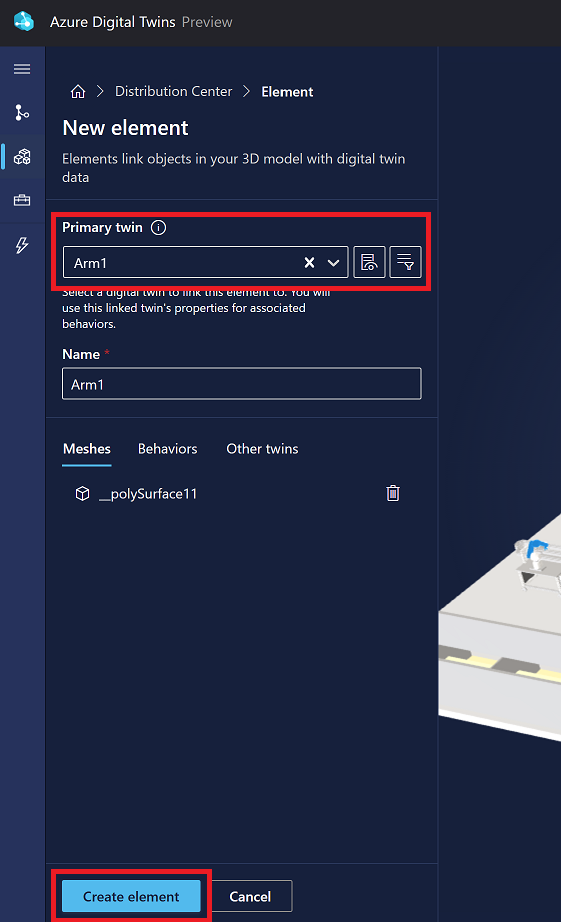 Azure Digital Twins Preview
Distribution Center > Element
New element
Elements link objects in your 3D model with digital twin
data
Primary twin
Arm1
Select a digital twin to link this element to. You will
use this linked twin's properties for associated
behaviors.
Name *
Arm1
Meshes Behaviors Other twins
__polySurface11
Create element Cancel